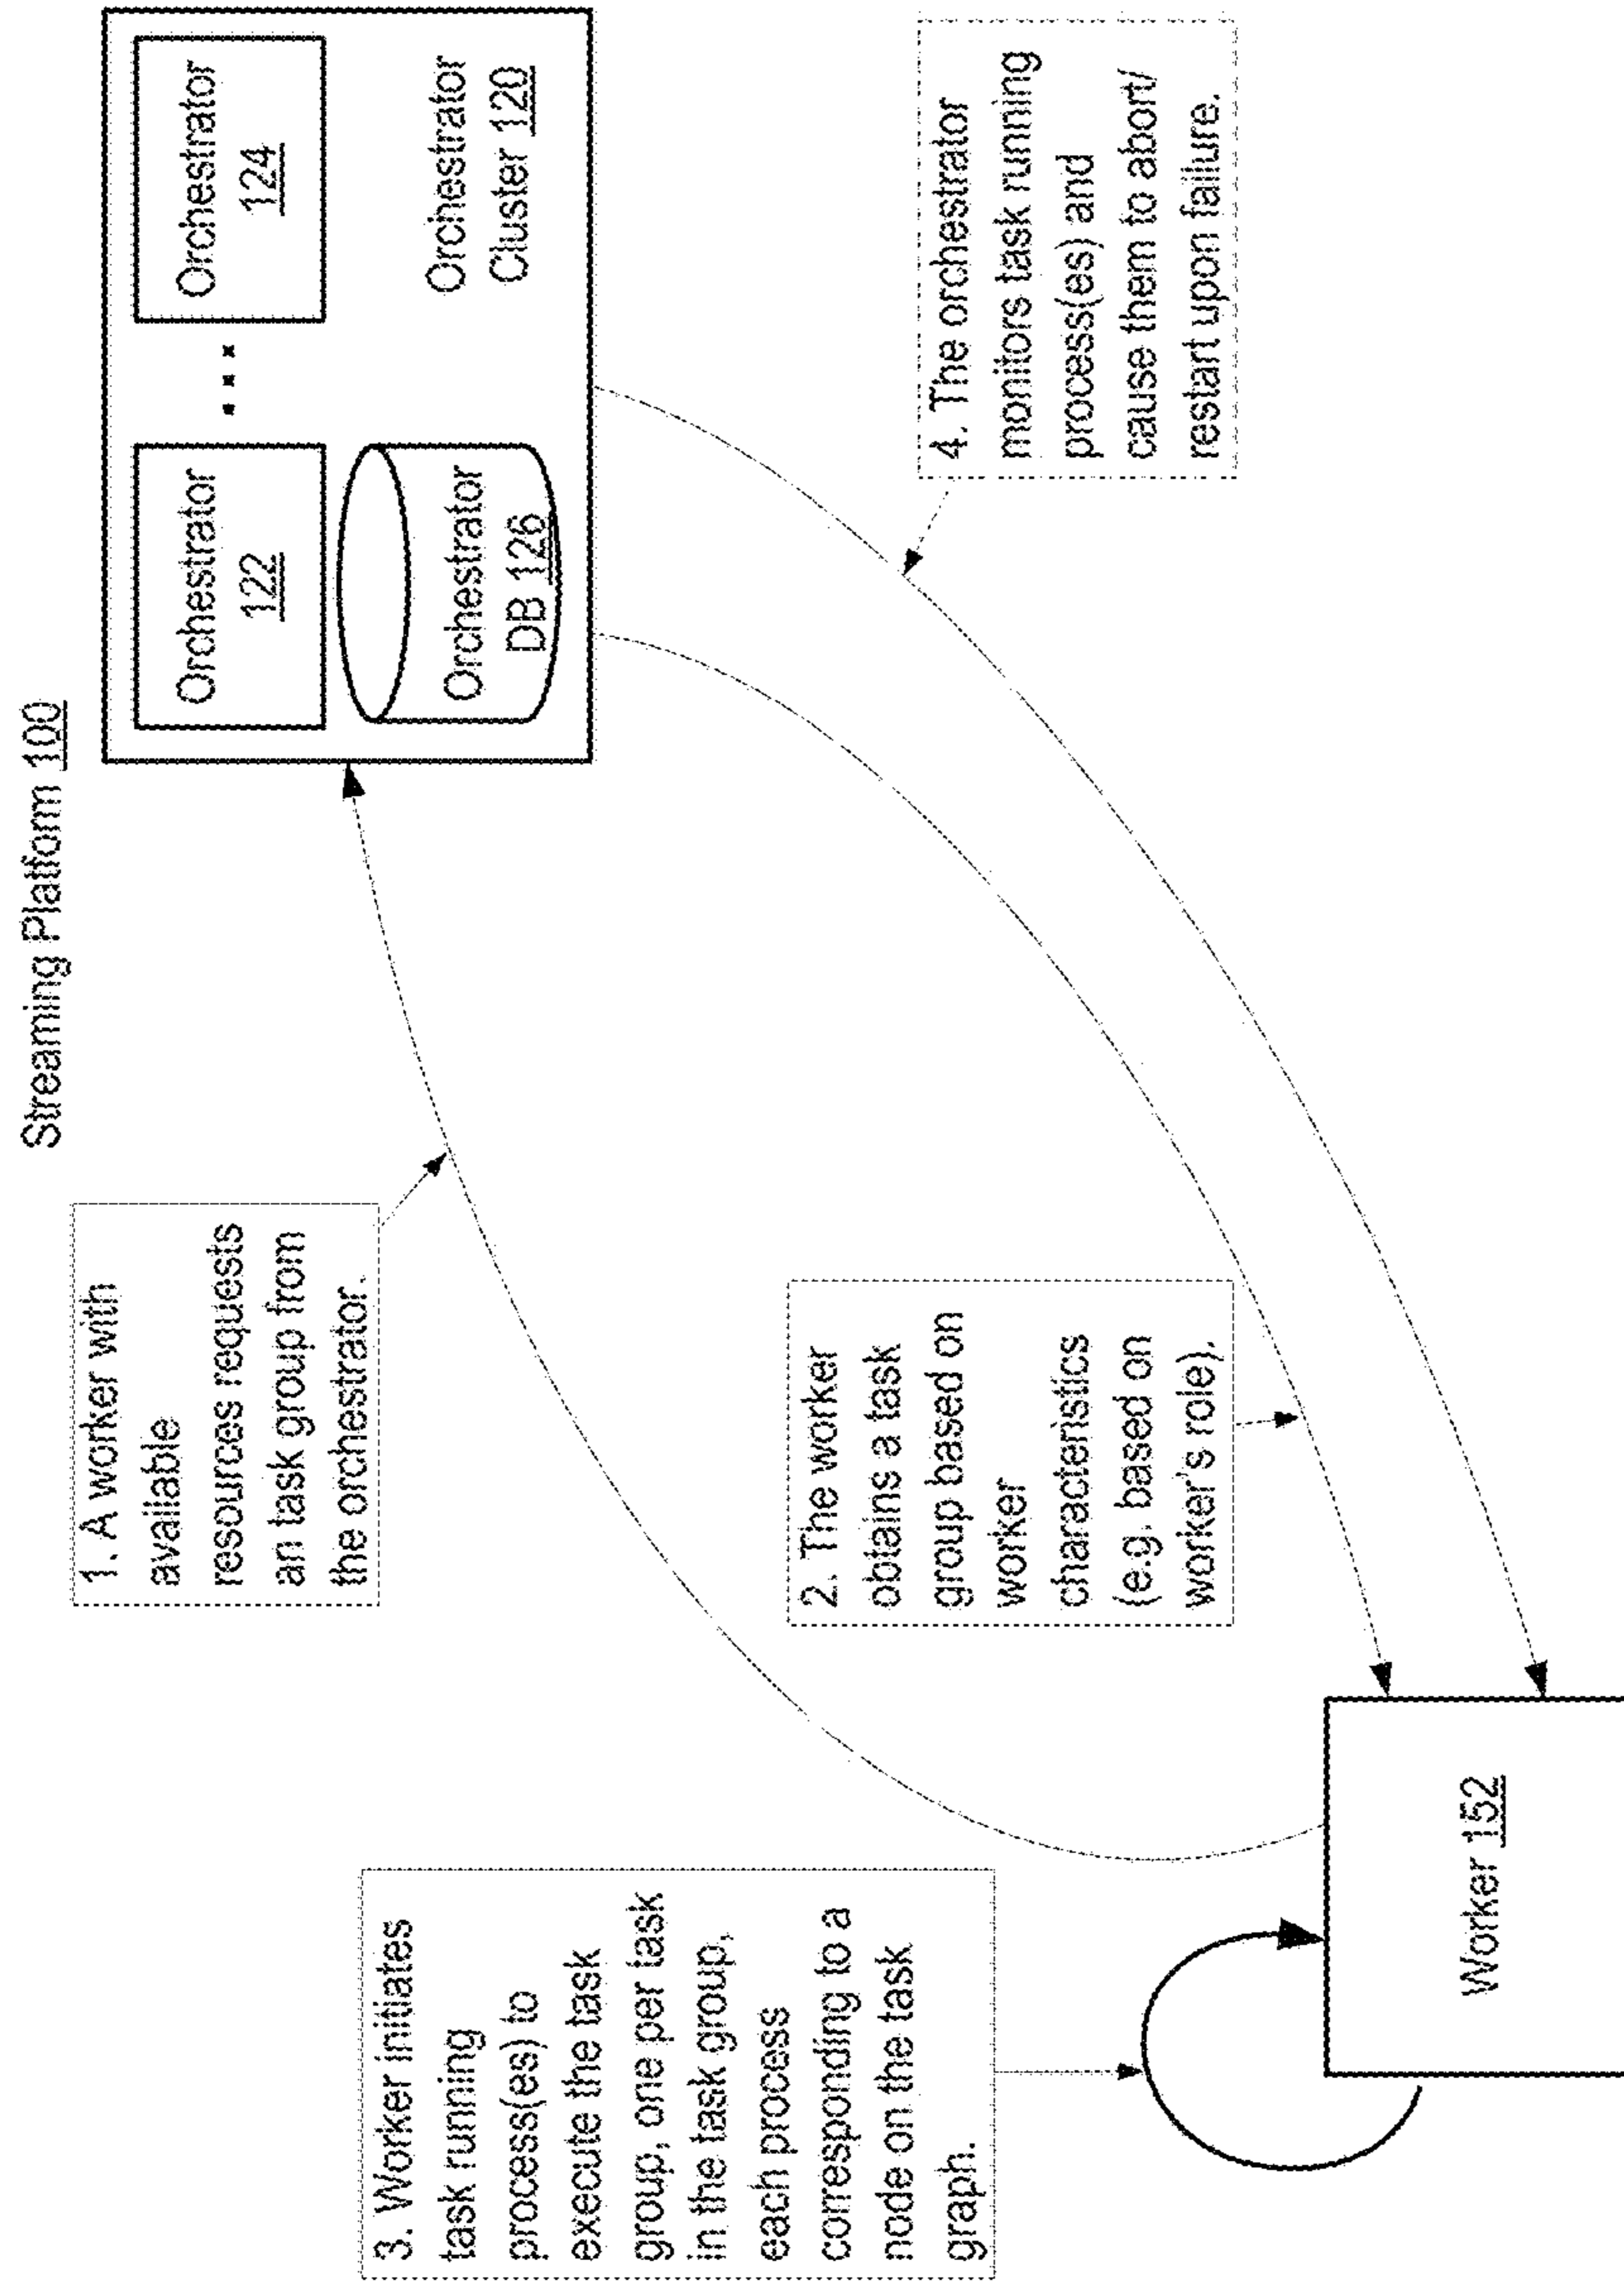 Streaming Platform 100
1. A worker with
available
resources requests
an task group from
the orchestrator.
Orchestrator
122
Orchestrator
124
Orchestrator
DB 126
Orchestrator
Cluster 120
2. The worker
obtains a task
group based on
worker
characteristics
(e.g. based on
worker's role).
3. Worker initiates
task running
process(es) to
execute the task
group, one per task
in the task group,
each process
corresponding to a
node on the task
graph.
4. The orchestrator
monitors task running
process(es) and
cause them to abort/
restart upon failure.
Worker 152